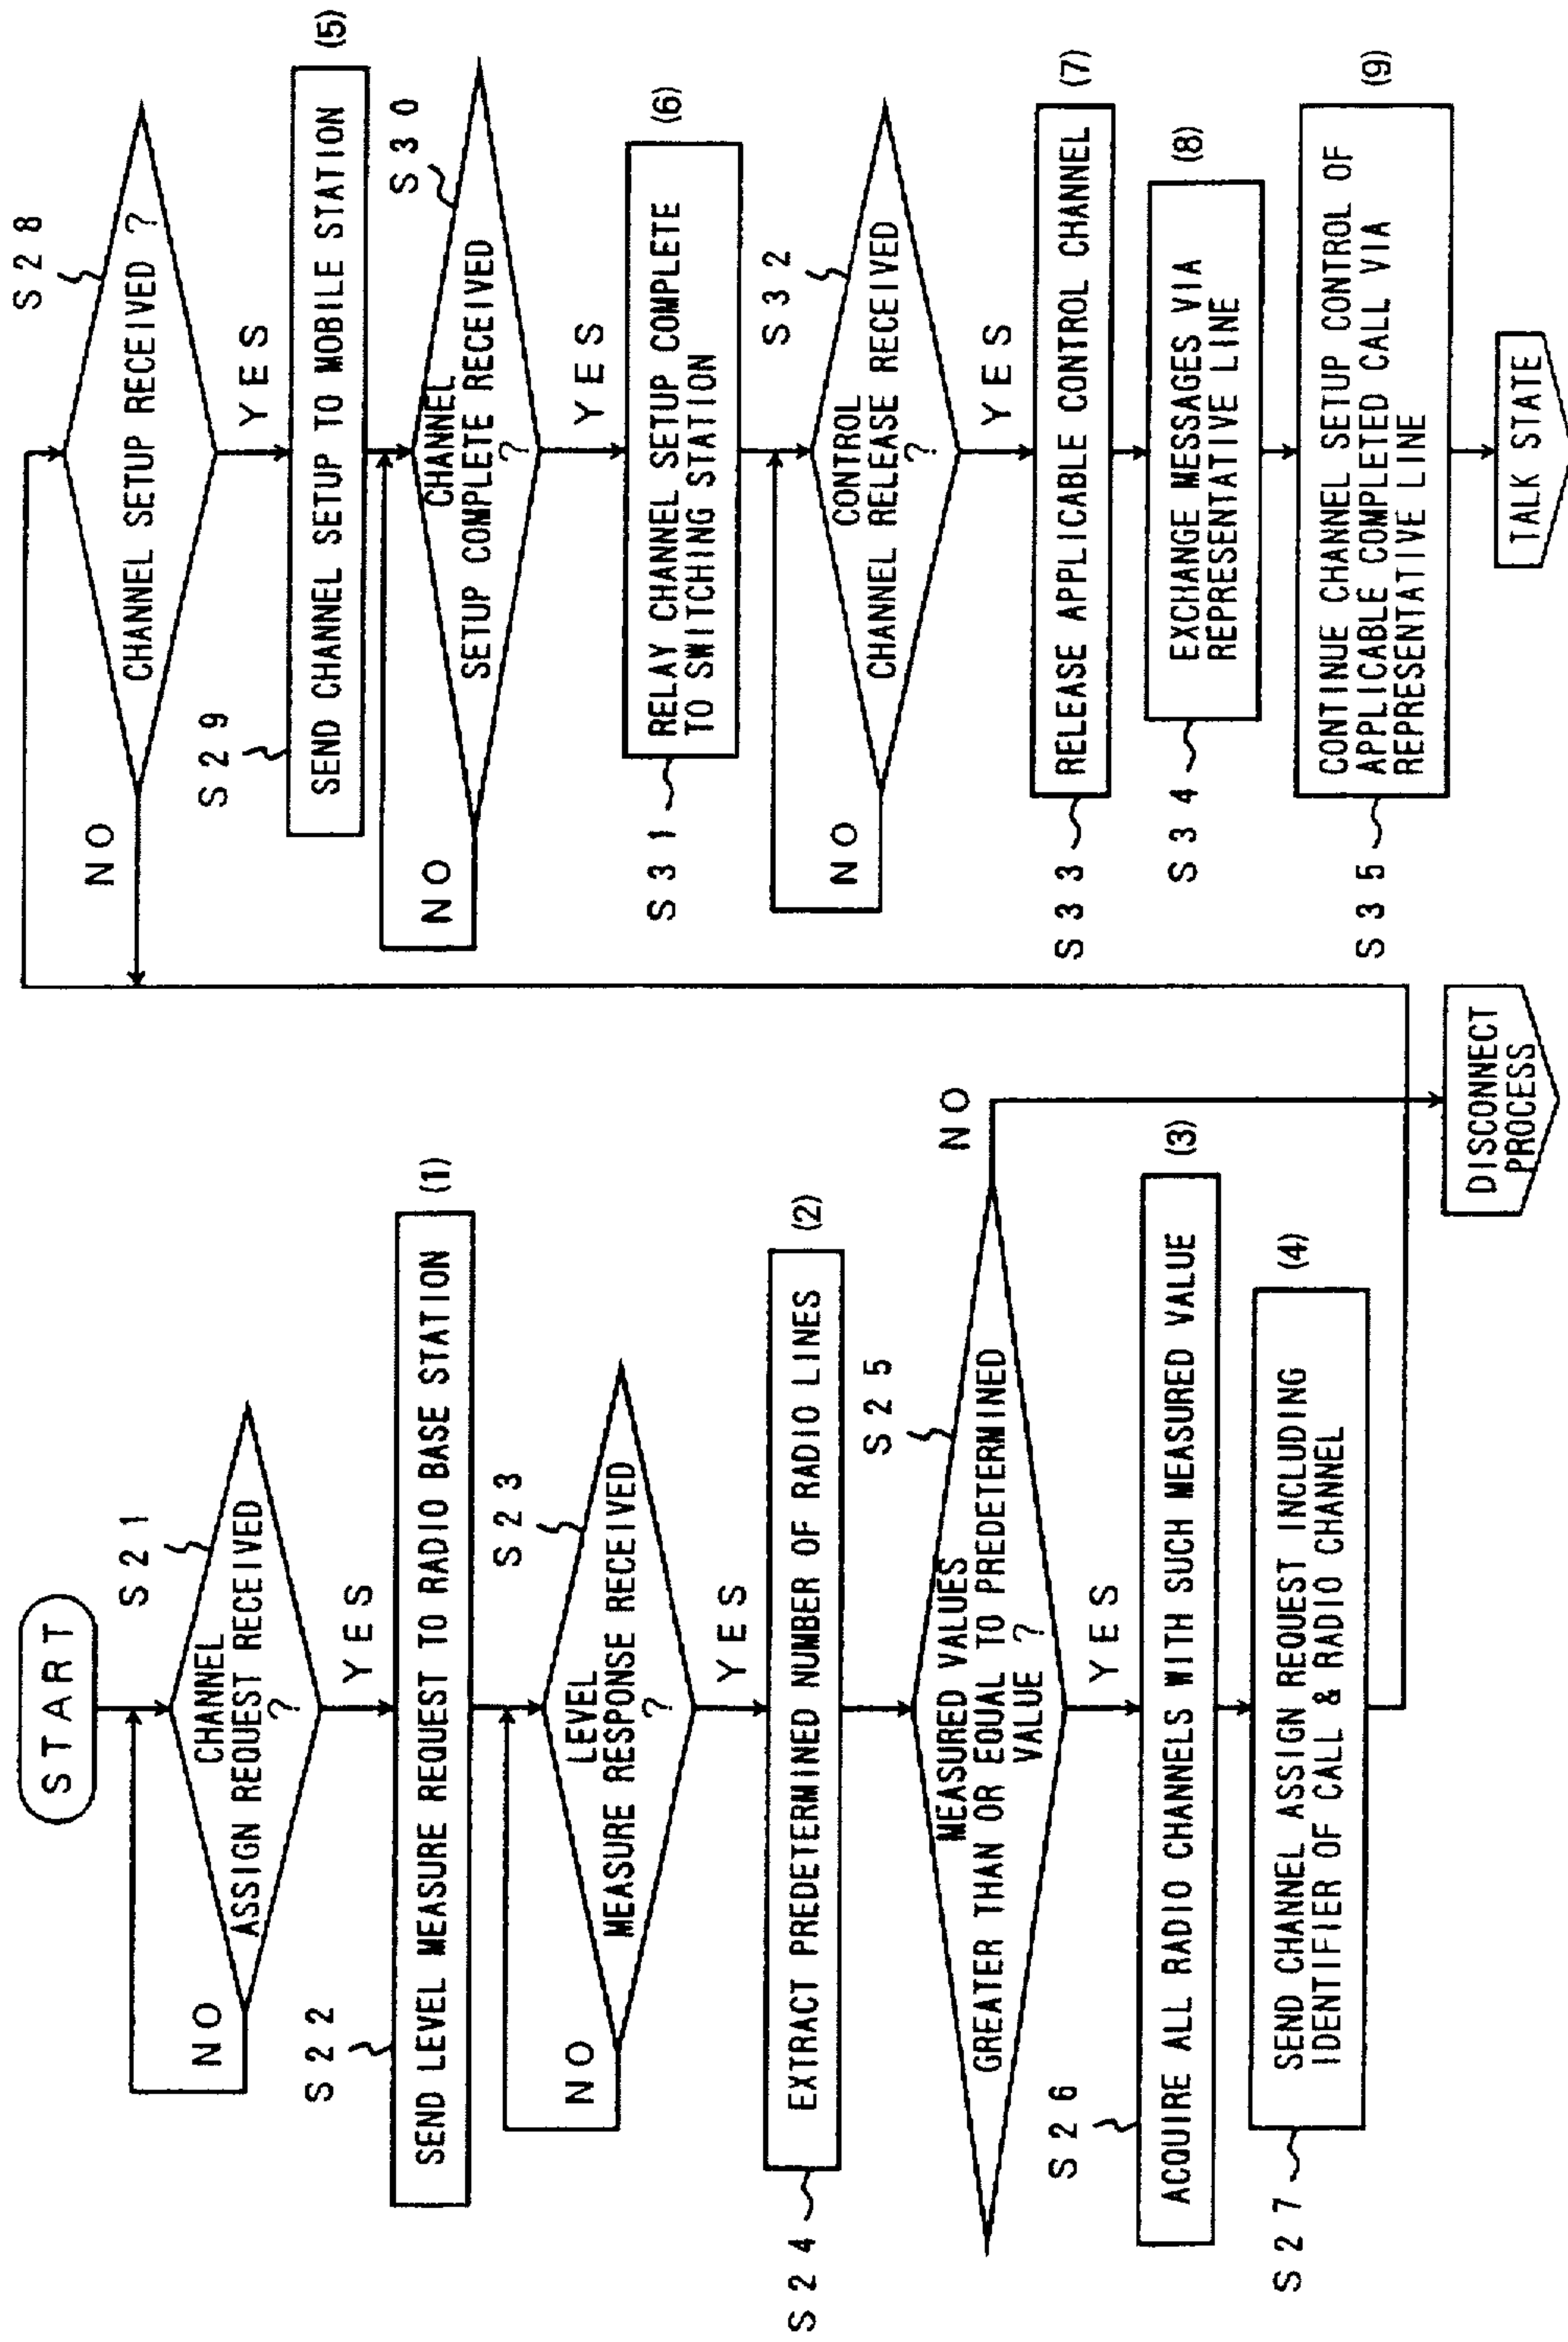 START
S21
CHANNEL
ASSIGN REQUEST RECEIVED
?
NO
YES
S22
SEND LEVEL MEASURE REQUEST TO RADIO BASE STATION
(1)
S23
LEVEL
MEASURE RESPONSE RECEIVED
?
NO
YES
S24
EXTRACT PREDETERMINED NUMBER OF RADIO LINES
(2)
S25
MEASURED VALUES
GREATER THAN OR EQUAL TO PREDETERMINED
VALUE ?
NO
YES
S26
ACQUIRE ALL RADIO CHANNELS WITH SUCH MEASURED VALUE
(3)
S27
SEND CHANNEL ASSIGN REQUEST INCLUDING
IDENTIFIER OF CALL & RADIO CHANNEL
(4)
DISCONNECT
PROCESS
S28
CHANNEL SETUP RECEIVED ?
NO
YES
S29
SEND CHANNEL SETUP TO MOBILE STATION
(5)
S30
CHANNEL
SETUP COMPLETE RECEIVED
?
NO
YES
S31
RELAY CHANNEL SETUP COMPLETE
TO SWITCHING STATION
(6)
S32
CONTROL
CHANNEL RELEASE RECEIVED
?
NO
YES
S33
RELEASE APPLICABLE CONTROL CHANNEL
(7)
S34
EXCHANGE MESSAGES VIA
REPRESENTATIVE LINE
(8)
S35
CONTINUE CHANNEL SETUP CONTROL OF
APPLICABLE COMPLETED CALL VIA
REPRESENTATIVE LINE
(9)
TALK STATE